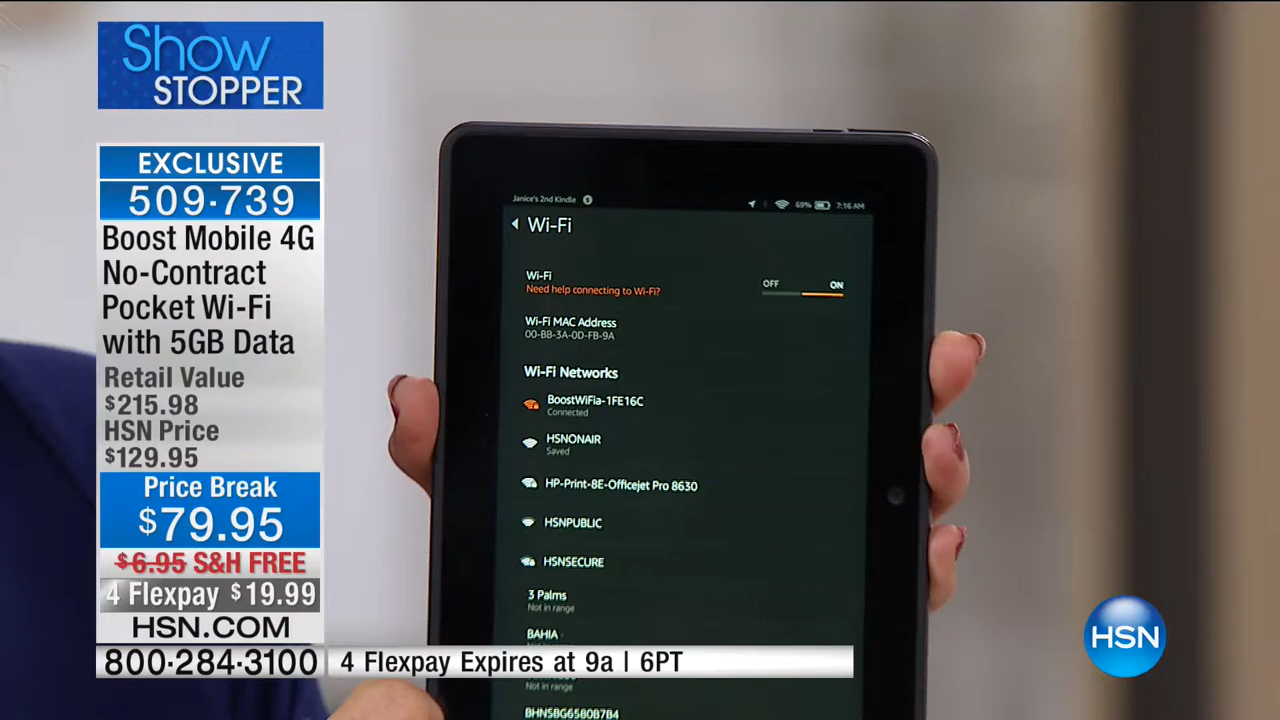 Show
STOPPER
EXCLUSIVE
509·739
Boost Mobile 4G
No-Contract
Pocket Wi-Fi
with 5GB Data
Retail Value
$215.98
HSN Price
$129.95
Price Break
$79.95
$6.95 S&H FREE
4 Flexpay $19.99
HSN.COM
800·284·3100
4 Flexpay Expires at 9a | 6PT
HSN
Janice's 2nd Kindle
69% 7:16 AM
Wi-Fi
Wi-Fi
Need help connecting to Wi-Fi?
OFF ON
Wi-Fi MAC Address
00-BB-3A-0D-FB-9A
Wi-Fi Networks
BoostWiFia-1FE16C
Connected
HSNONAIR
Saved
HP-Print-8E-Officejet Pro 8630
HSNPUBLIC
HSNSECURE
3 Palms
Not in range
BAHIA
Not in range